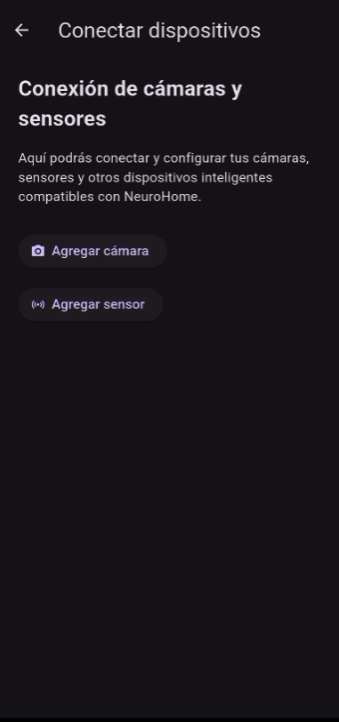 Conectar dispositivos
Conexión de cámaras y
sensores
Aquí podrás conectar y configurar tus cámaras,
sensores y otros dispositivos inteligentes
compatibles con NeuroHome.
Agregar cámara
Agregar sensor